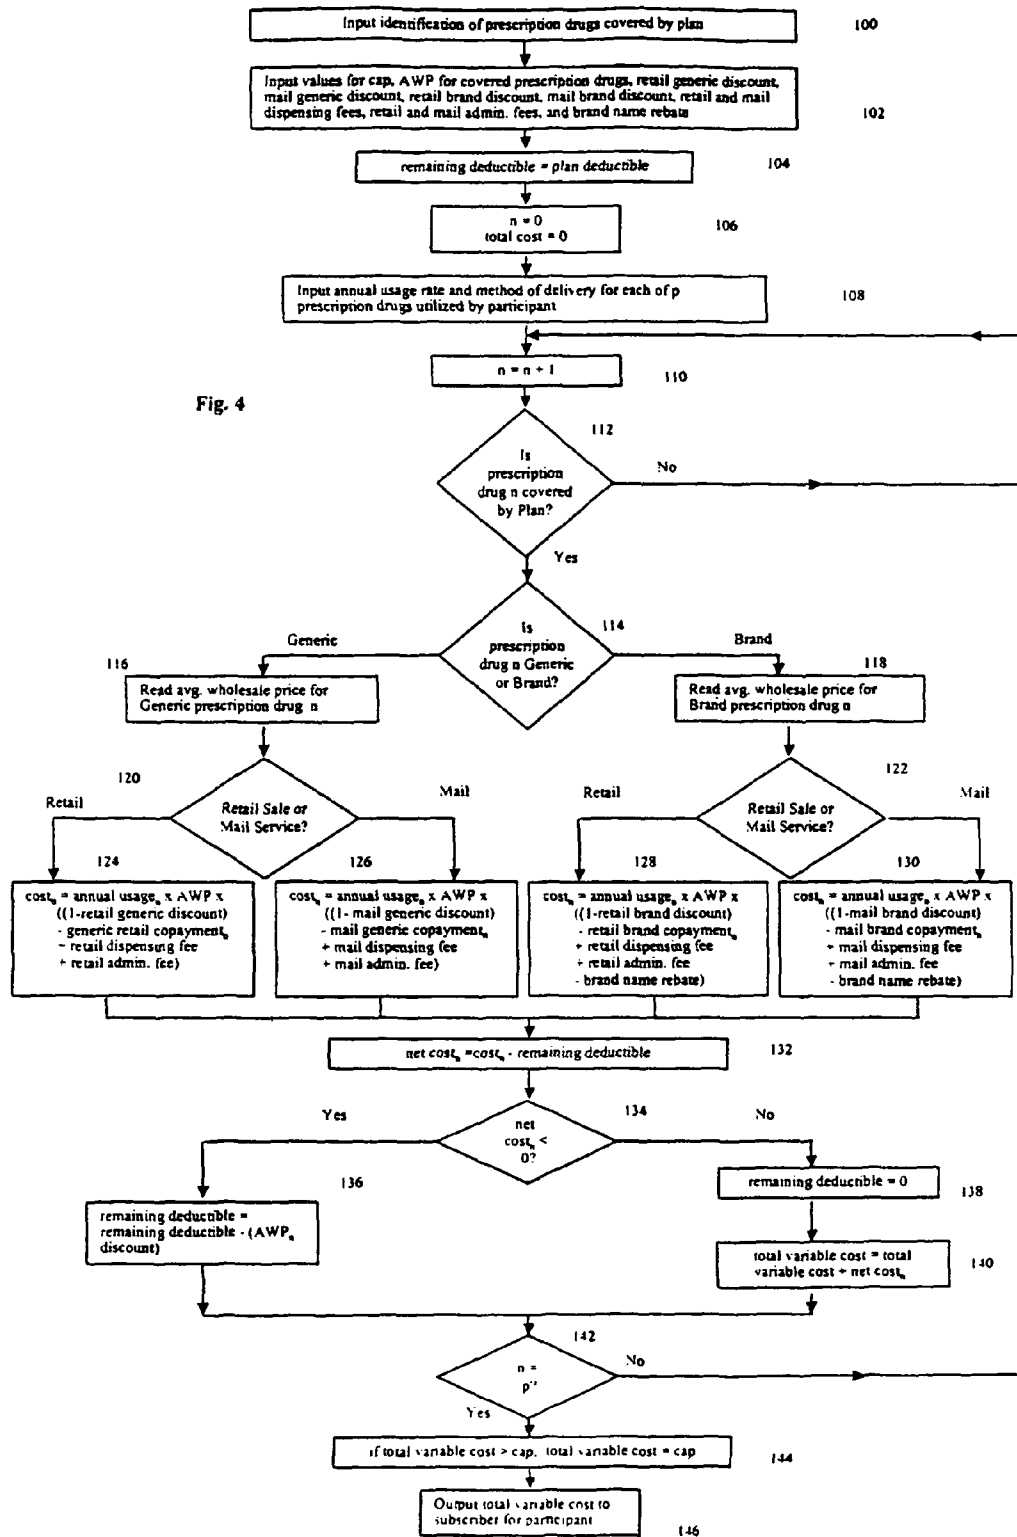 Input identification of prescription drugs covered by plan
100
Input values for cap, AWP for covered prescription drugs, retail generic discount,
mail generic discount, retail brand discount, mail brand discount, retail and mail
dispensing fees, retail and mail admin. fees, and brand name rebate
102
remaining deductible = plan deductible
104
n = 0
total cost = 0
106
Input annual usage rate and method of delivery for each of p
prescription drugs utilized by participant
108
n = n + 1
110
Fig. 4
112
Is
prescription
drug n covered
by Plan?
No
Yes
114
Is
prescription
drug n Generic
or Brand?
Generic
Brand
116
Read avg. wholesale price for
Generic prescription drug n
118
Read avg. wholesale price for
Brand prescription drug n
120
Retail Sale or
Mail Service?
Retail
Mail
122
Retail Sale or
Mail Service?
Retail
Mail
124
costₙ = annual usageₙ x AWP x
((1-retail generic discount)
- generic retail copaymentₙ
+ retail dispensing fee
+ retail admin. fee)
126
costₙ = annual usageₙ x AWP x
((1- mail generic discount)
- mail generic copaymentₙ
+ mail dispensing fee
+ mail admin. fee)
128
costₙ = annual usageₙ x AWP x
((1-retail brand discount)
- retail brand copaymentₙ
+ retail dispensing fee
+ retail admin. fee
- brand name rebate)
130
costₙ = annual usageₙ x AWP x
((1-mail brand discount)
- mail brand copaymentₙ
+ mail dispensing fee
+ mail admin. fee
- brand name rebate)
net costₙ =costₙ - remaining deductible
132
134
net
costₙ <
0?
Yes
No
136
remaining deductible =
remaining deductible - (AWPₙ
discount)
remaining deductible = 0
138
total variable cost = total
variable cost + net costₙ
140
142
n =
p?
No
Yes
if total variable cost > cap, total variable cost = cap
144
Output total variable cost to
subscriber for participant
146